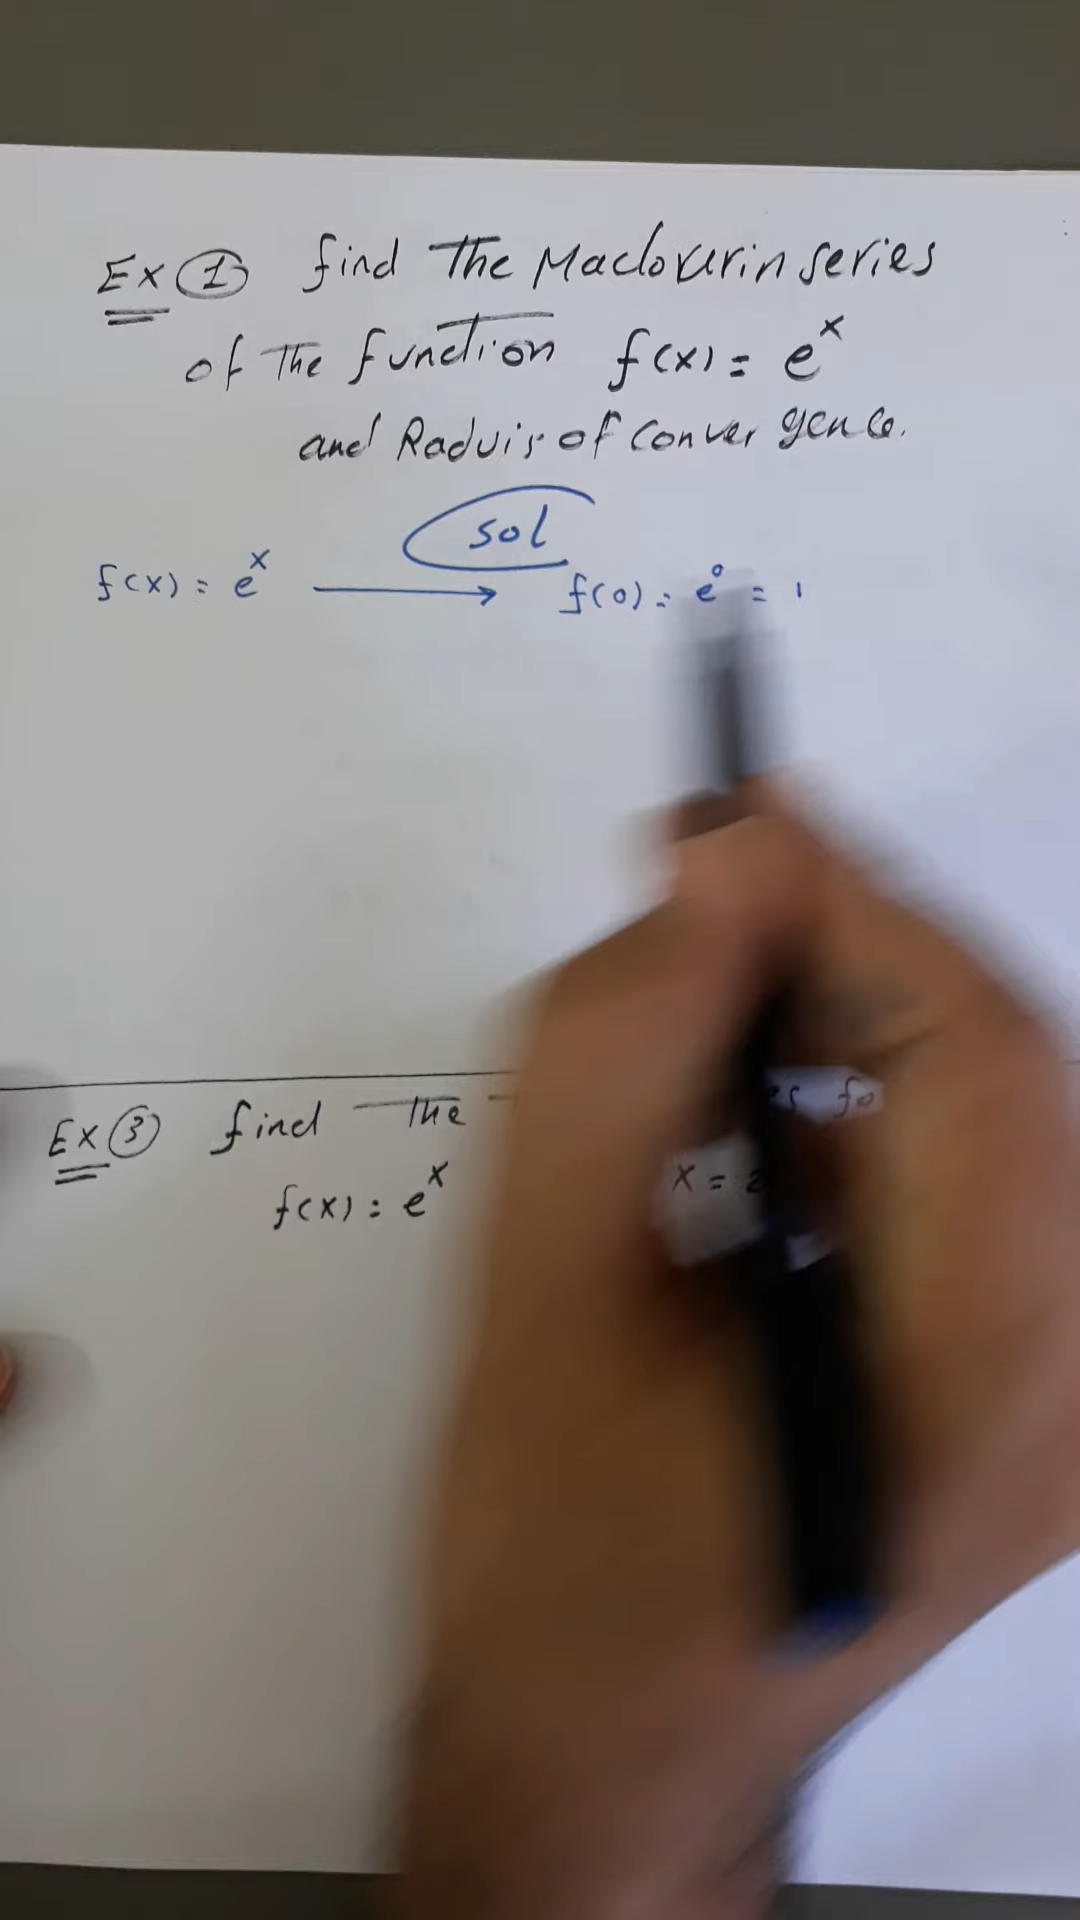 Ex ① find the Maclourin series
of the function f(x) = e^x
and Raduis of convergence.
sol
f(x) = e^x → f(0) = e^0 = 1
Ex ③ find the
f(x) = e^x x =